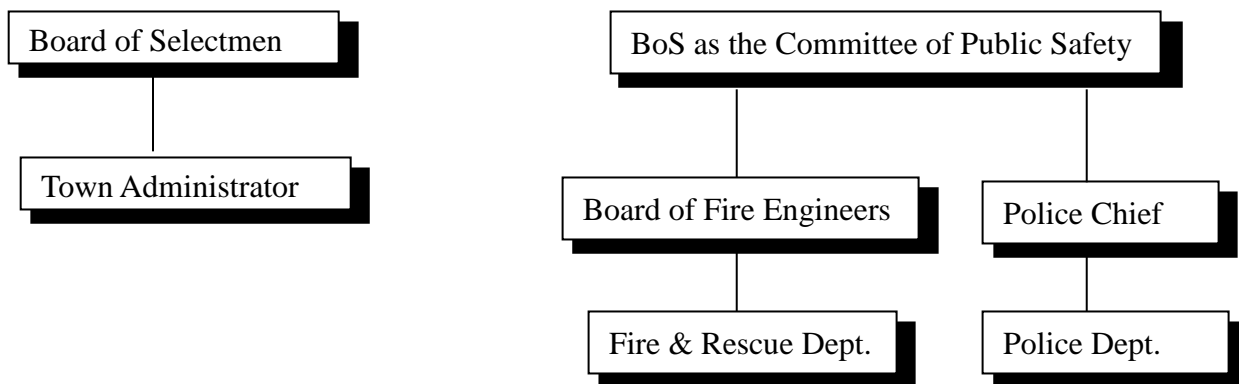 Board of Selectmen
BoS as the Committee of Public Safety
Town Administrator
Board of Fire Engineers
Police Chief
Fire & Rescue Dept.
Police Dept.